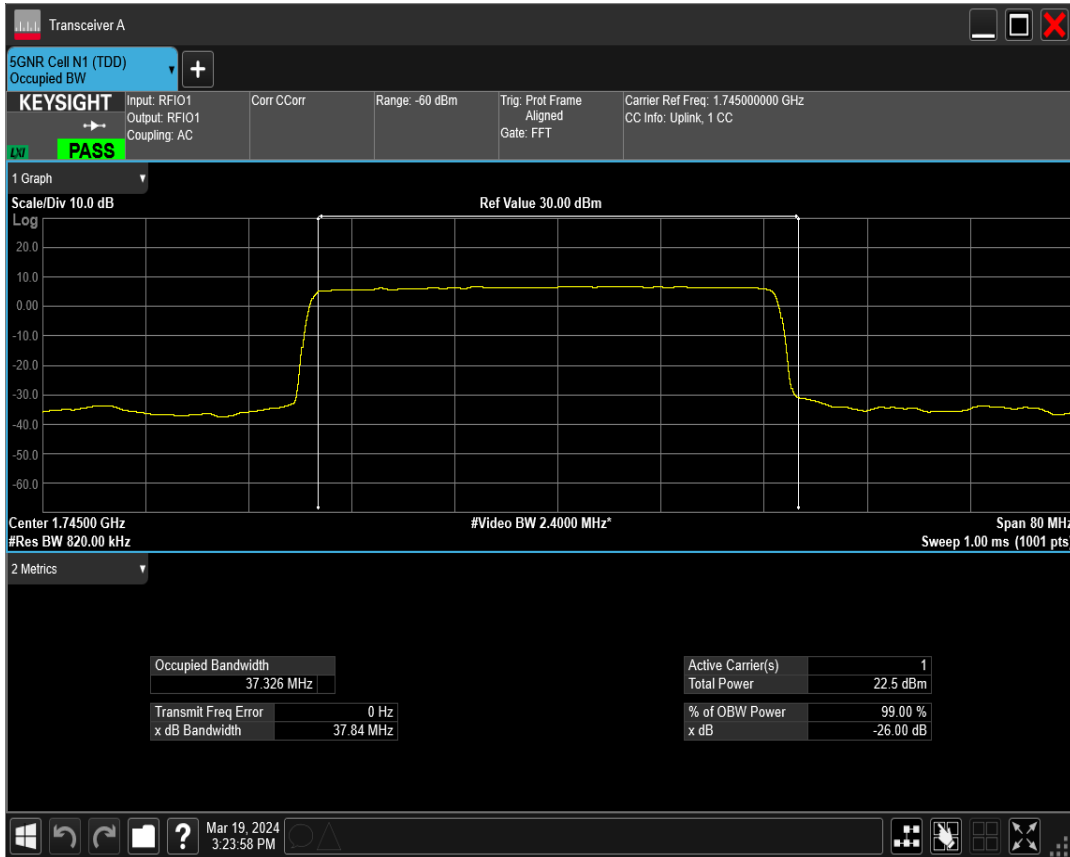 Transceiver A
5GNR Cell N1 (TDD)
Occupied BW
+
KEYSIGHT
LXI
PASS
Input: RFIO1
Output: RFIO1
Coupling: AC
Corr CCorr
Range: -60 dBm
Trig: Prot Frame
Aligned
Gate: FFT
Carrier Ref Freq: 1.745000000 GHz
CC Info: Uplink, 1 CC
1 Graph
Scale/Div 10.0 dB
Ref Value 30.00 dBm
Log
20.0
10.0
0.00
-10.0
-20.0
-30.0
-40.0
-50.0
-60.0
Center 1.74500 GHz
#Video BW 2.4000 MHz*
Span 80 MHz
#Res BW 820.00 kHz
Sweep 1.00 ms (1001 pts)
2 Metrics
Occupied Bandwidth
37.326 MHz
Transmit Freq Error 0 Hz
x dB Bandwidth 37.84 MHz
Active Carrier(s) 1
Total Power 22.5 dBm
% of OBW Power 99.00 %
x dB -26.00 dB
?
Mar 19, 2024
3:23:58 PM